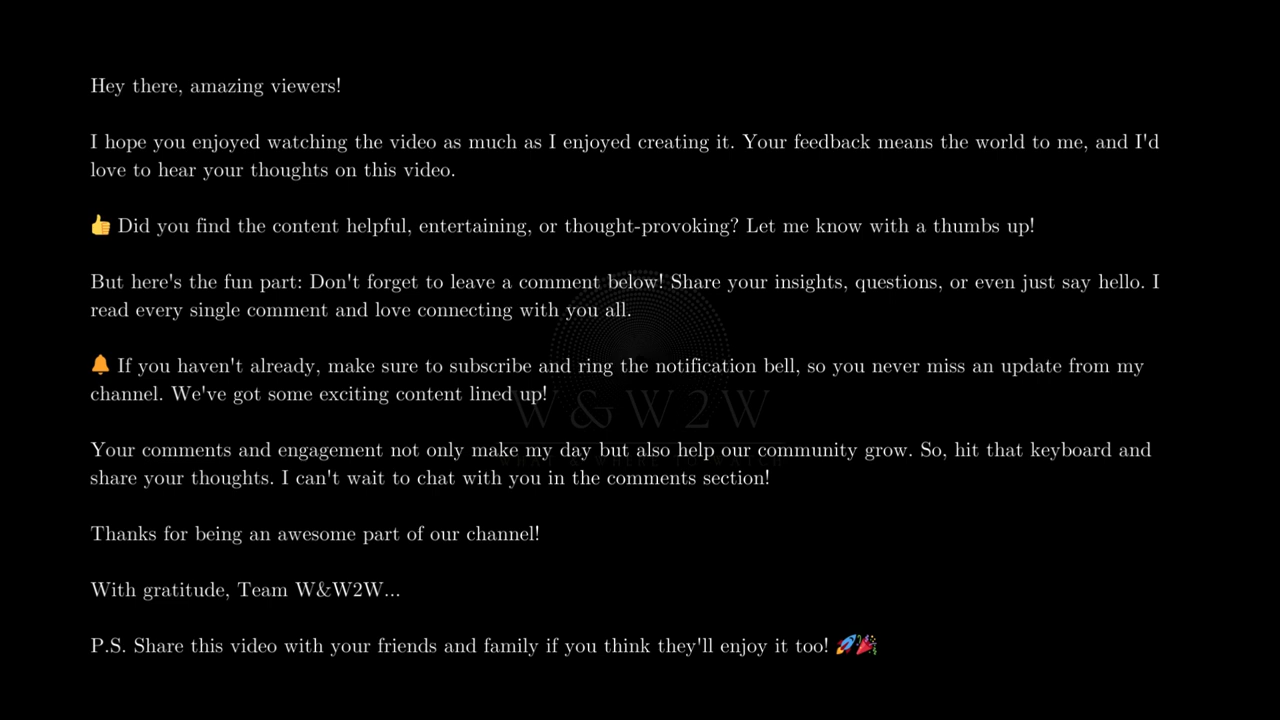 Hey there, amazing viewers!
I hope you enjoyed watching the video as much as I enjoyed creating it. Your feedback means the world to me, and I'd
love to hear your thoughts on this video.
👍 Did you find the content helpful, entertaining, or thought-provoking? Let me know with a thumbs up!
But here's the fun part: Don't forget to leave a comment below! Share your insights, questions, or even just say hello. I
read every single comment and love connecting with you all.
🔔 If you haven't already, make sure to subscribe and ring the notification bell, so you never miss an update from my
channel. We've got some exciting content lined up!
W&W2W
Your comments and engagement not only make my day but also help our community grow. So, hit that keyboard and
share your thoughts. I can't wait to chat with you in the comments section!
Thanks for being an awesome part of our channel!
With gratitude, Team W&W2W...
P.S. Share this video with your friends and family if you think they'll enjoy it too! 🚀🎉